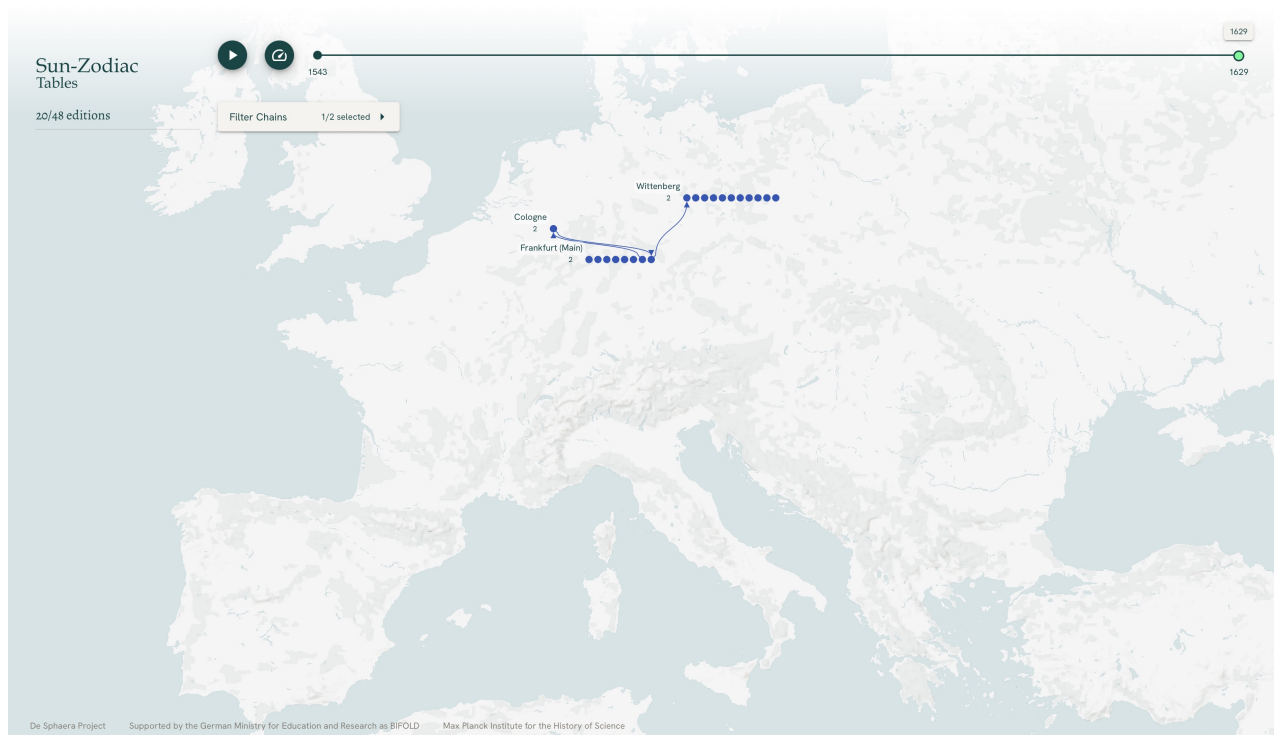 1629
Sun-Zodiac
Tables
1543
1629
20/48 editions
Filter Chains 1/2 selected
Wittenberg
2
Cologne
2
Frankfurt (Main)
2
De Sphaera Project Supported by the German Ministry for Education and Research as BIFOLD Max Planck Institute for the History of Science